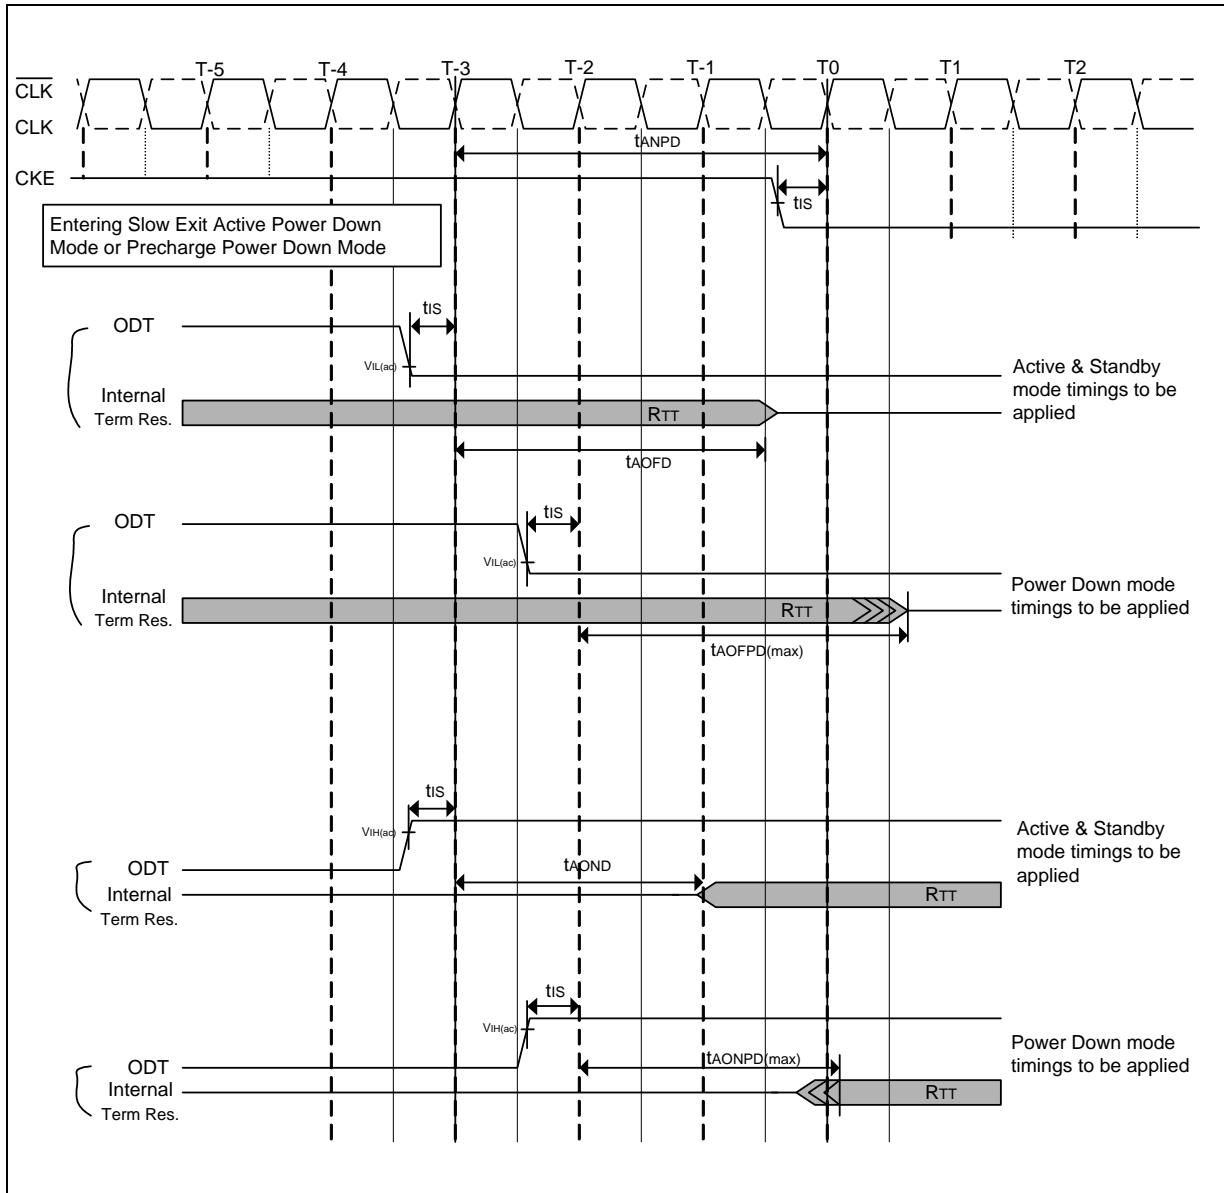 T-5 T-4 T-3 T-2 T-1 T0 T1 T2
CLK
CLK
tANPD
CKE
tIS
Entering Slow Exit Active Power Down
Mode or Precharge Power Down Mode
tIS
ODT
VIL(ac)
Active & Standby
mode timings to be
applied
Internal
Term Res.
RTT
tAOFD
ODT
tIS
VIL(ac)
Power Down mode
timings to be applied
Internal
Term Res.
RTT
tAOFPD(max)
tIS
VIH(ac)
Active & Standby
mode timings to be
applied
ODT
tAOND
Internal
Term Res.
RTT
tIS
VIH(ac)
Power Down mode
timings to be applied
tAONPD(max)
ODT
Internal
Term Res.
RTT